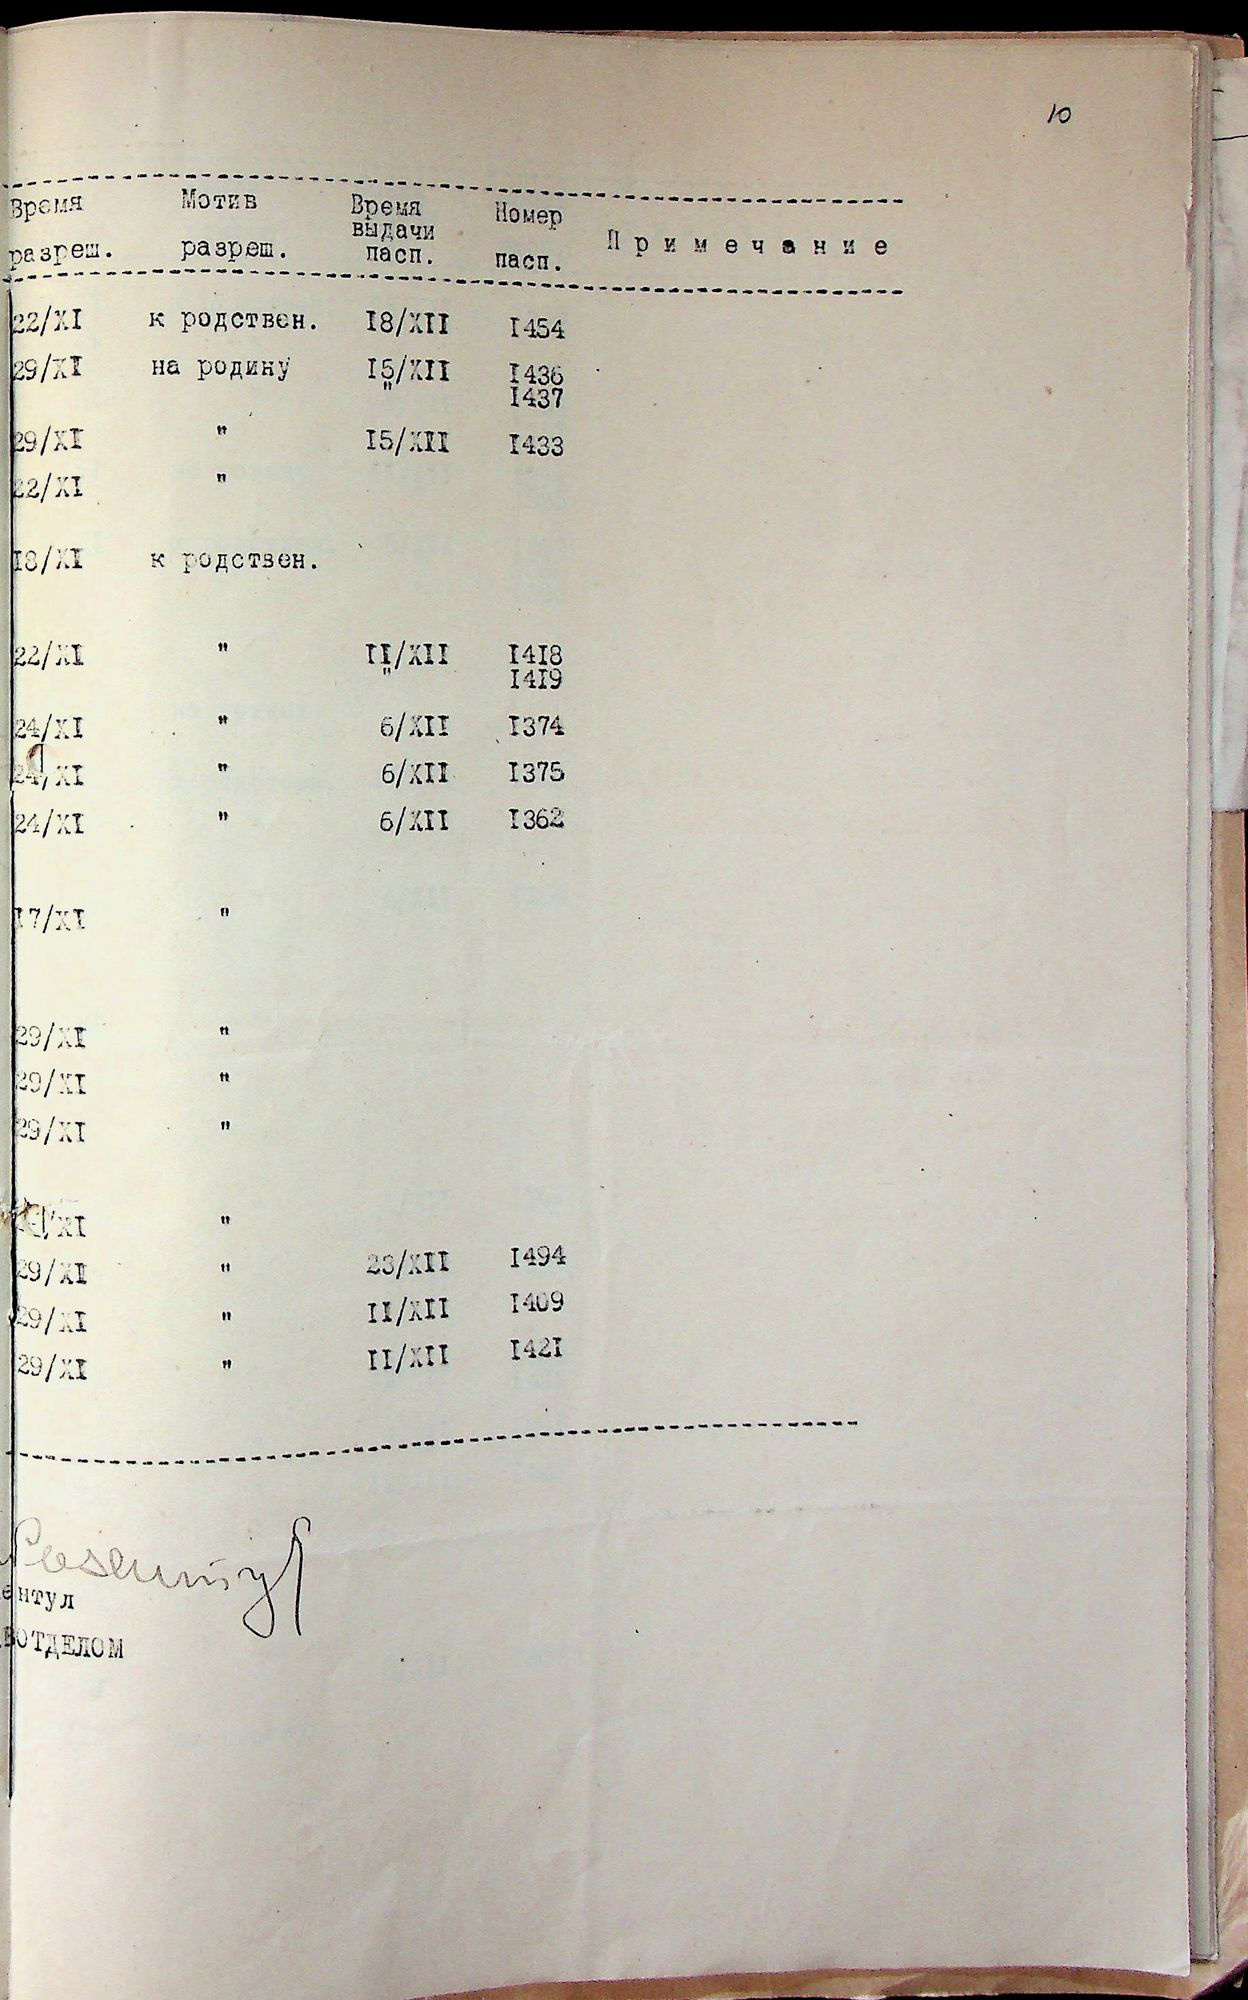 10
Время Мотив Время Номер
выдачи
разреш. разреш. пасп. пасп. Примечание
22/XI к родствен. 18/XII 1454
29/XI на родину 15/XII 1436
" 1437
29/XI " 15/XII 1433
22/XI "
18/XI к родствен.
22/XI " 11/XII 1418
" 1419
24/XI " 6/XII 1374
24/XI " 6/XII 1375
24/XI " 6/XII 1362
17/XI "
29/XI "
29/XI "
29/XI "
/XI "
29/XI " 23/XII 1494
29/XI " 11/XII 1409
29/XI " 11/XII 1421
ентул
ВОТДЕЛОМ